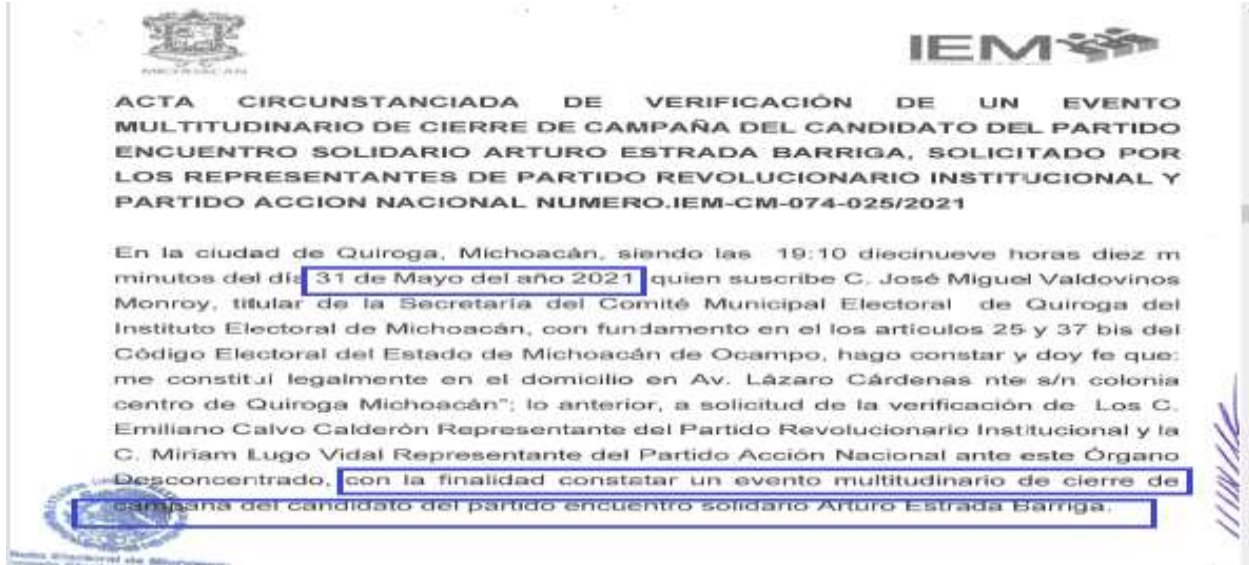 MICHOACÁN
IEM
ACTA CIRCUNSTANCIADA DE VERIFICACIÓN DE UN EVENTO
MULTITUDINARIO DE CIERRE DE CAMPAÑA DEL CANDIDATO DEL PARTIDO
ENCUENTRO SOLIDARIO ARTURO ESTRADA BARRIGA, SOLICITADO POR
LOS REPRESENTANTES DE PARTIDO REVOLUCIONARIO INSTITUCIONAL Y
PARTIDO ACCION NACIONAL NUMERO.IEM-CM-074-025/2021
En la ciudad de Quiroga, Michoacán, siendo las 19:10 diecinueve horas diez m
minutos del día 31 de Mayo del año 2021 quien suscribe C. José Miguel Valdovinos
Monroy, titular de la Secretaría del Comité Municipal Electoral de Quiroga del
Instituto Electoral de Michoacán, con fundamento en el los artículos 25 y 37 bis del
Código Electoral del Estado de Michoacán de Ocampo, hago constar y doy fe que:
me constituí legalmente en el domicilio en Av. Lázaro Cárdenas nte s/n colonia
centro de Quiroga Michoacán"; lo anterior, a solicitud de la verificación de Los C.
Emiliano Calvo Calderón Representante del Partido Revolucionario Institucional y la
C. Miriam Lugo Vidal Representante del Partido Acción Nacional ante este Órgano
Desconcentrado, con la finalidad constatar un evento multitudinario de cierre de
campaña del candidato del partido encuentro solidario Arturo Estrada Barriga.